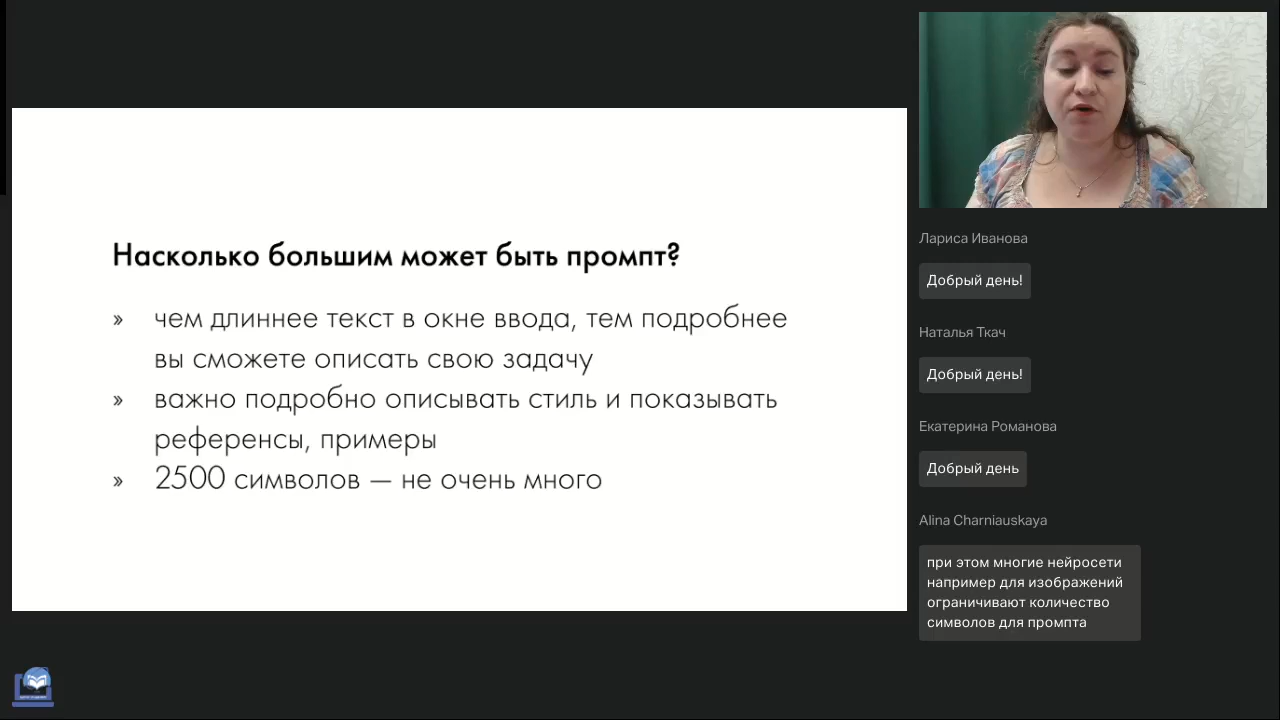 Насколько большим может быть промпт?
» чем длиннее текст в окне ввода, тем подробнее
вы сможете описать свою задачу
» важно подробно описывать стиль и показывать
референсы, примеры
» 2500 символов — не очень много
Лариса Иванова
Добрый день!
Наталья Ткач
Добрый день!
Екатерина Романова
Добрый день
Alina Charniauskaya
при этом многие нейросети
например для изображений
ограничивают количество
символов для промпта